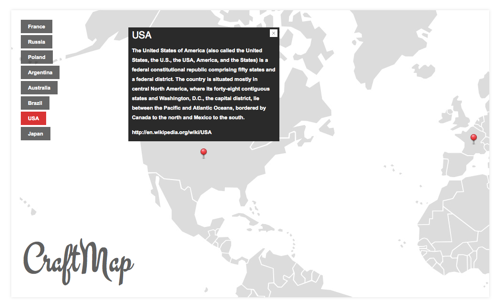 France
Russia
Poland
Argentina
Australia
Brazil
USA
Japan
USA
x
The United States of America (also called the United
States, the U.S., the USA, America, and the States) is a
federal constitutional republic comprising fifty states and
a federal district. The country is situated mostly in
central North America, where its forty-eight contiguous
states and Washington, D.C., the capital district, lie
between the Pacific and Atlantic Oceans, bordered by
Canada to the north and Mexico to the south.
http://en.wikipedia.org/wiki/USA
CraftMap